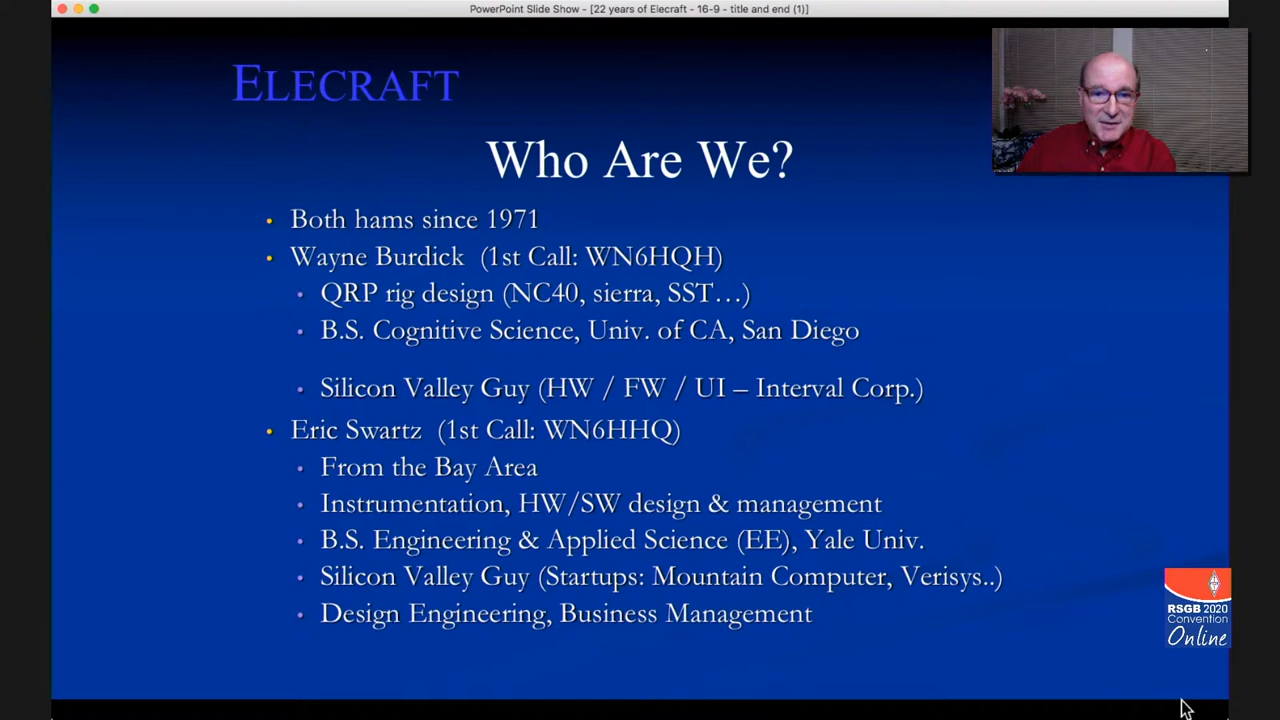 PowerPoint Slide Show - [22 years of Elecraft - 16-9 - title and end (1)]
ELECRAFT
Who Are We?
• Both hams since 1971
• Wayne Burdick (1st Call: WN6HQH)
• QRP rig design (NC40, sierra, SST…)
• B.S. Cognitive Science, Univ. of CA, San Diego
• Silicon Valley Guy (HW / FW / UI – Interval Corp.)
• Eric Swartz (1st Call: WN6HHQ)
• From the Bay Area
• Instrumentation, HW/SW design & management
• B.S. Engineering & Applied Science (EE), Yale Univ.
• Silicon Valley Guy (Startups: Mountain Computer, Verisys..)
• Design Engineering, Business Management
RSGB 2020
Convention
Online